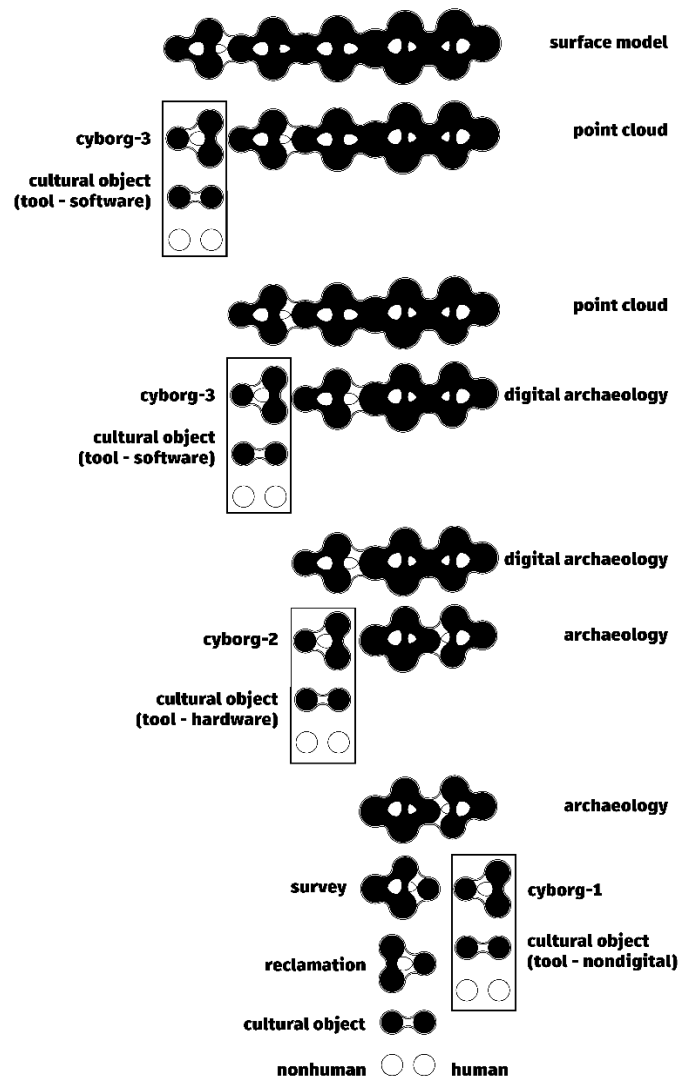 surface model
point cloud
cyborg-3
cultural object
(tool - software)
point cloud
cyborg-3
digital archaeology
cultural object
(tool - software)
digital archaeology
cyborg-2
archaeology
cultural object
(tool - hardware)
archaeology
survey
cyborg-1
cultural object
(tool - nondigital)
reclamation
cultural object
nonhuman
human